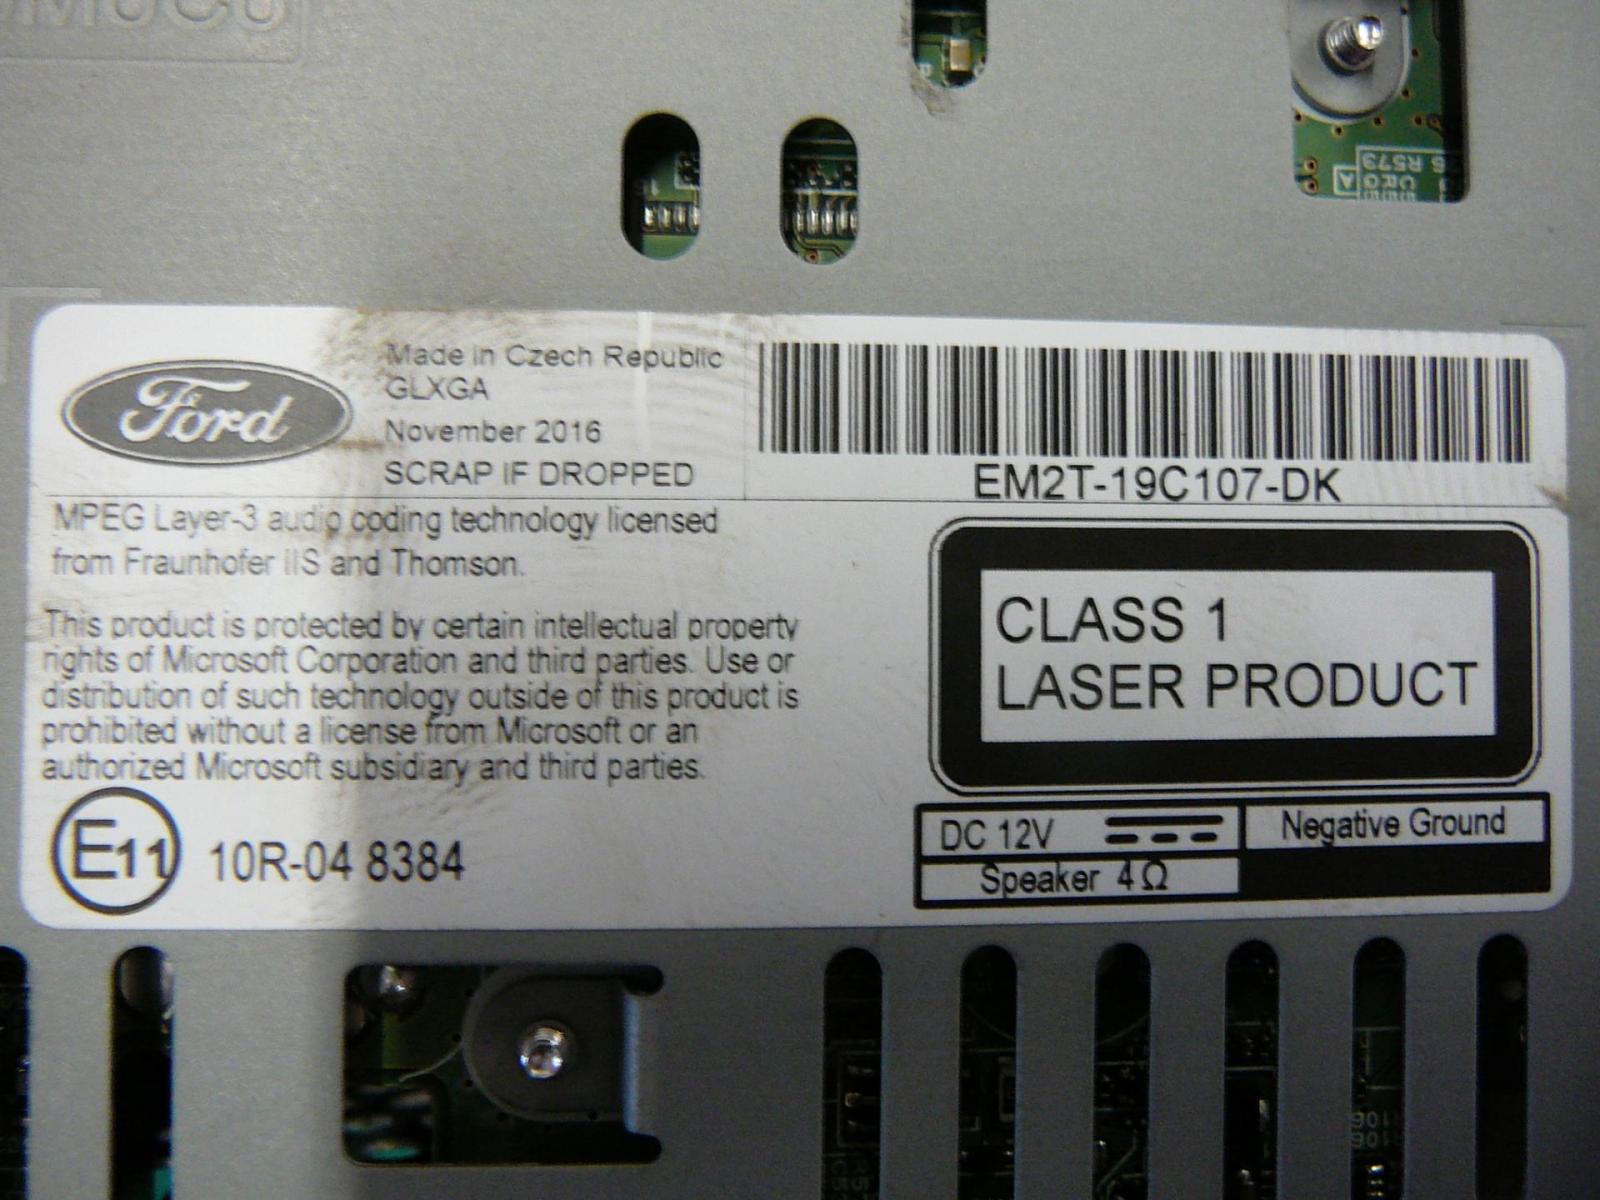 Ford
Made in Czech Republic
GLXGA
November 2016
SCRAP IF DROPPED
EM2T-19C107-DK
MPEG Layer-3 audio coding technology licensed
from Fraunhofer IIS and Thomson.
This product is protected by certain intellectual property
rights of Microsoft Corporation and third parties. Use or
distribution of such technology outside of this product is
prohibited without a license from Microsoft or an
authorized Microsoft subsidiary and third parties.
CLASS 1
LASER PRODUCT
E11 10R-04 8384
DC 12V
Negative Ground
Speaker 4Ω
R573
A